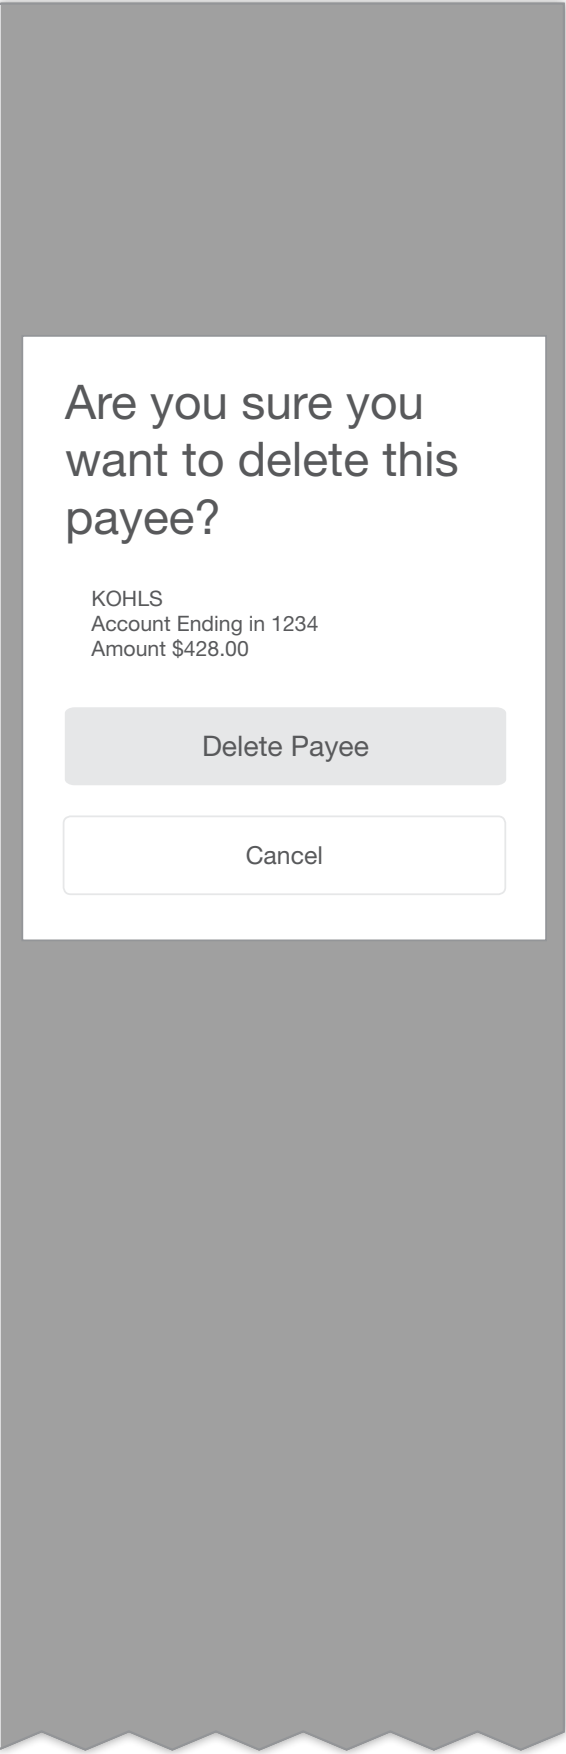 Are you sure you
want to delete this
payee?
KOHLS
Account Ending in 1234
Amount $428.00
Delete Payee
Cancel